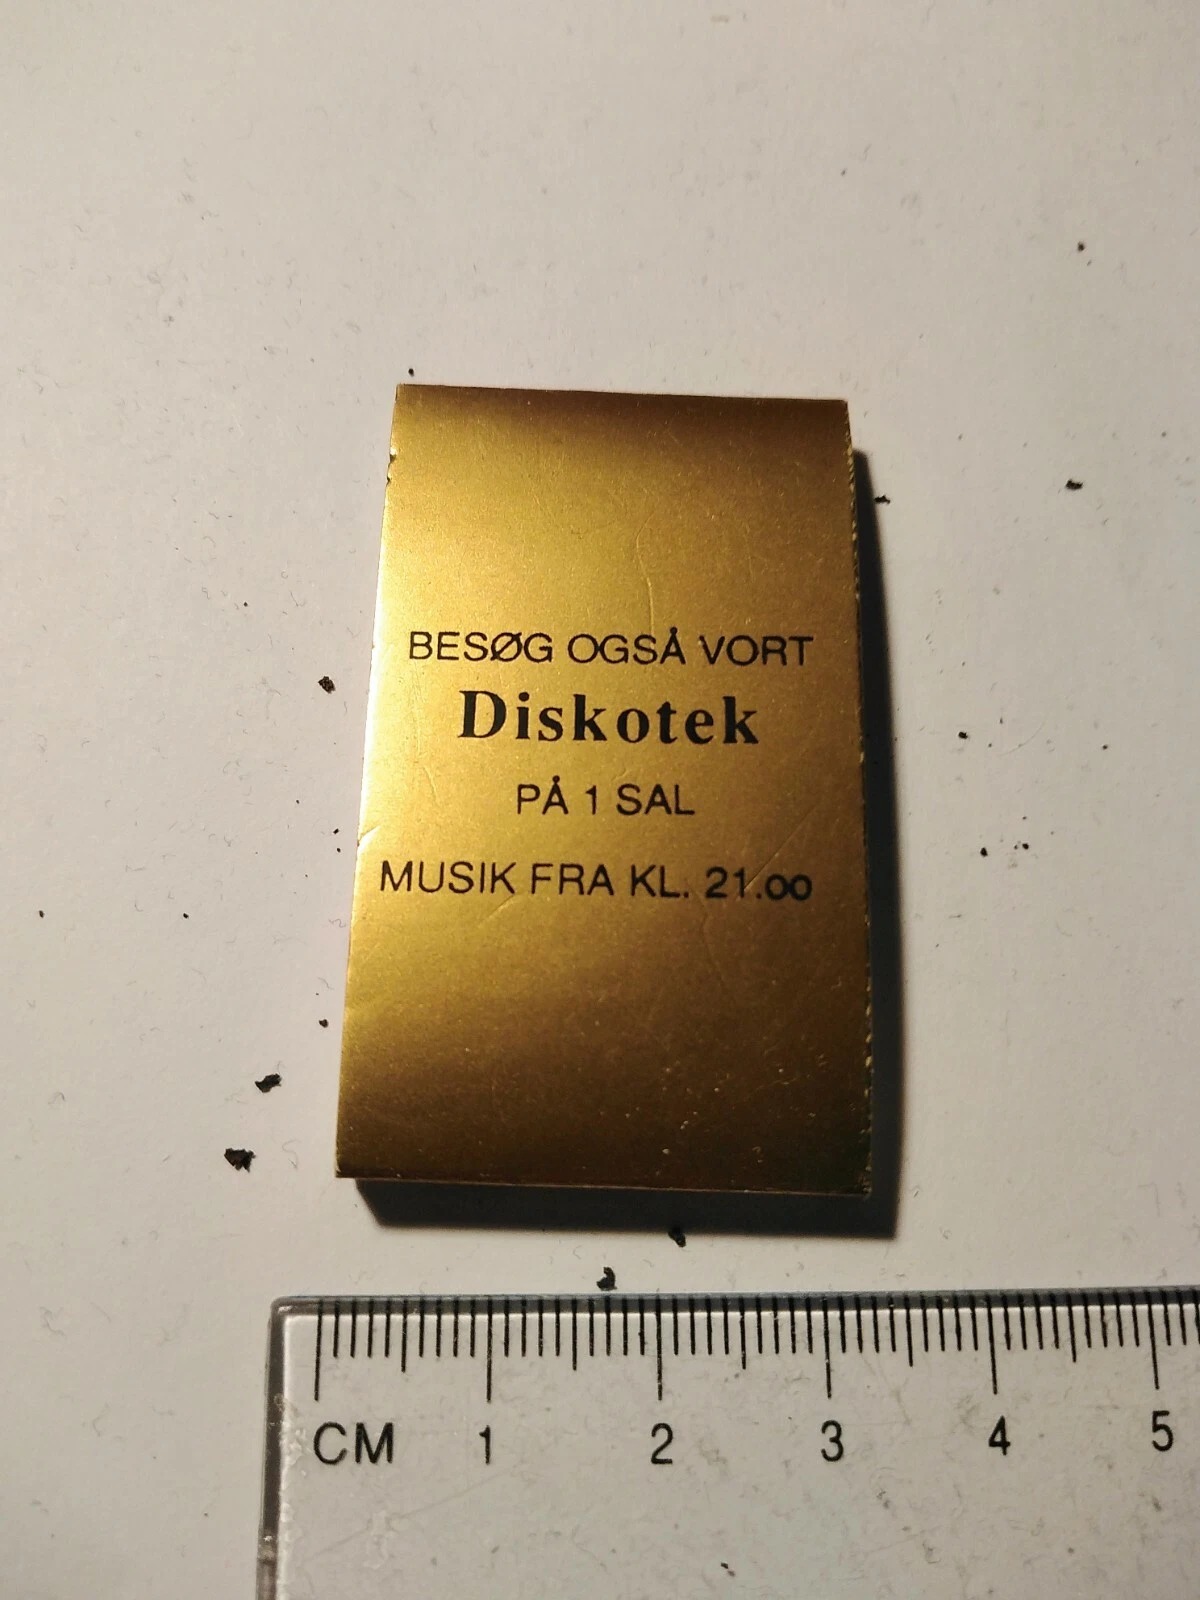 BESØG OGSÅ VORT
Diskotek
PÅ 1 SAL
MUSIK FRA KL. 21.oo
CM 1 2 3 4 5